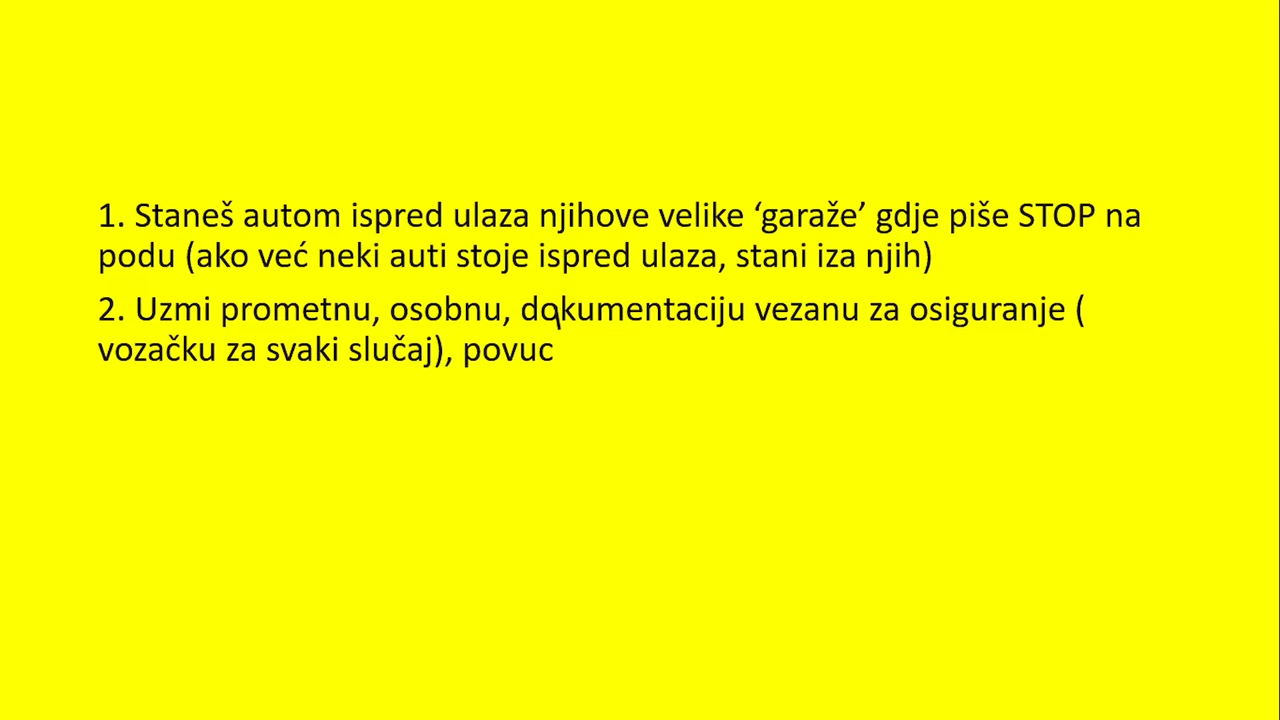 1. Staneš autom ispred ulaza njihove velike ‘garaže’ gdje piše STOP na
podu (ako već neki auti stoje ispred ulaza, stani iza njih)
2. Uzmi prometnu, osobnu, dokumentaciju vezanu za osiguranje (
vozačku za svaki slučaj), povuc